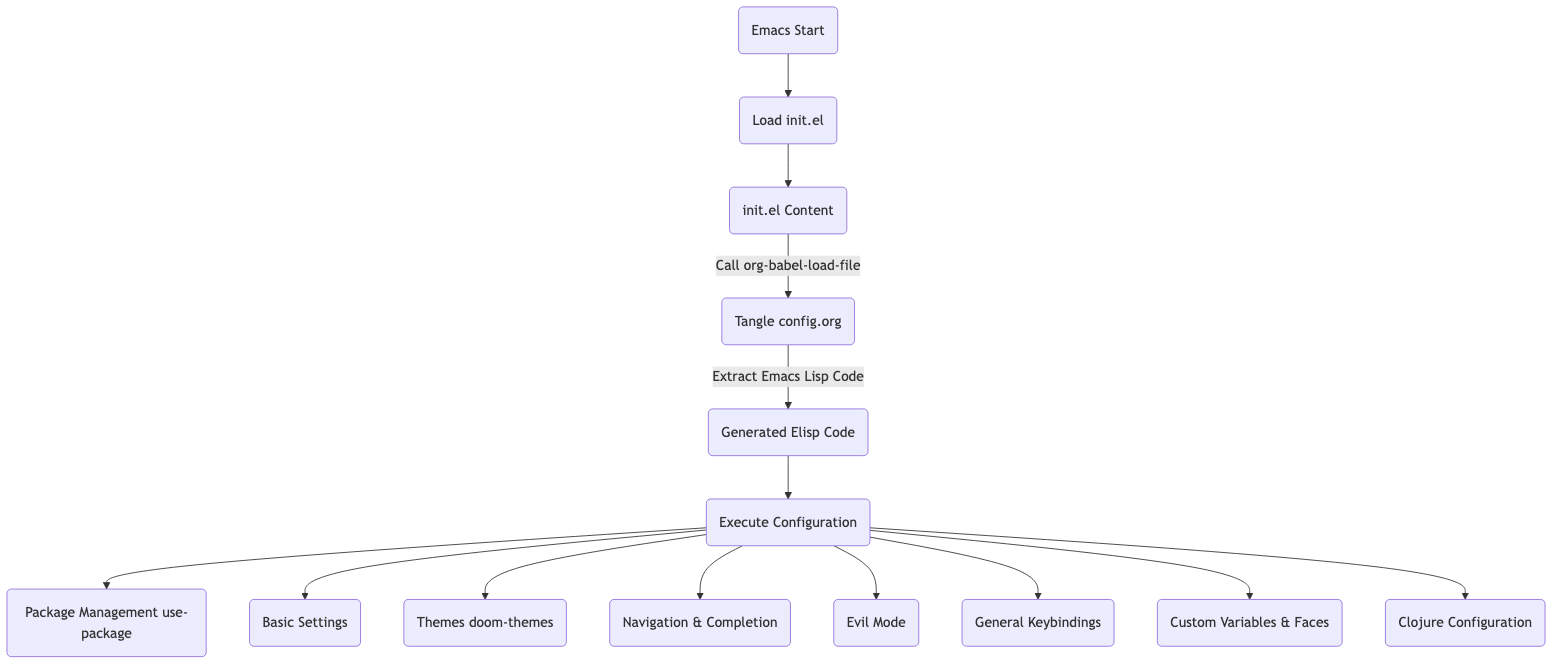 Emacs Start
Load init.el
init.el Content
Call org-babel-load-file
Tangle config.org
Extract Emacs Lisp Code
Generated Elisp Code
Execute Configuration
Package Management use-
package
Basic Settings
Themes doom-themes
Navigation & Completion
Evil Mode
General Keybindings
Custom Variables & Faces
Clojure Configuration